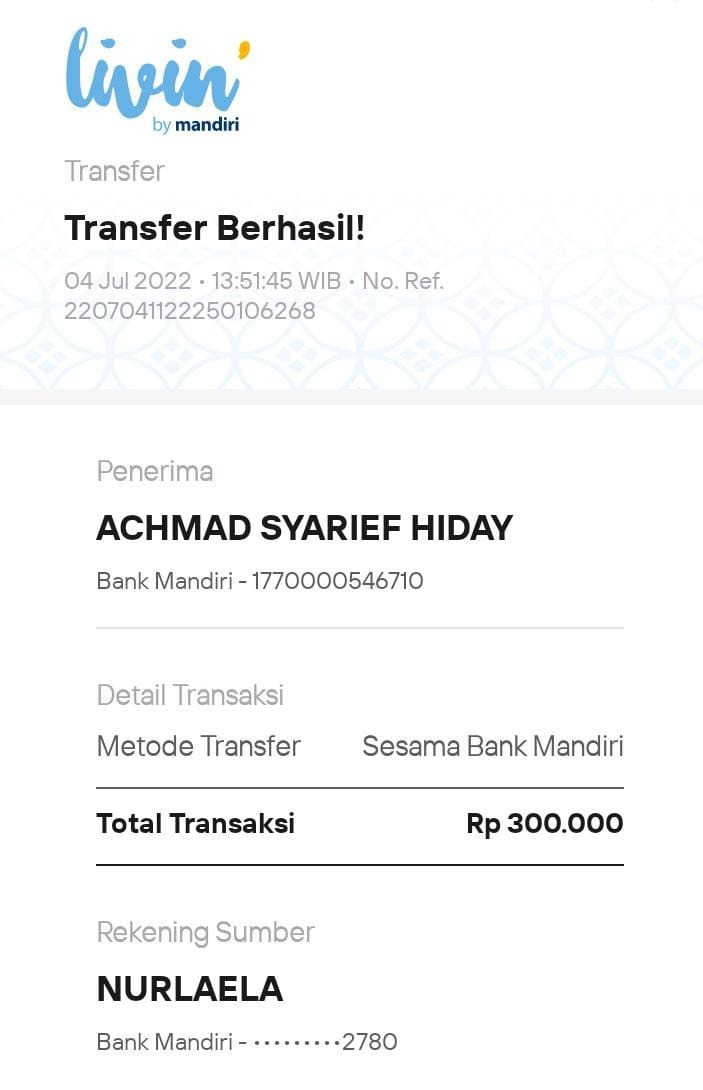 livin'
by mandiri
Transfer
Transfer Berhasil!
04 Jul 2022 • 13:51:45 WIB • No. Ref.
2207041122250106268
Penerima
ACHMAD SYARIEF HIDAY
Bank Mandiri - 1770000546710
Detail Transaksi
Metode Transfer Sesama Bank Mandiri
Total Transaksi Rp 300.000
Rekening Sumber
NURLAELA
Bank Mandiri - •••••••••2780